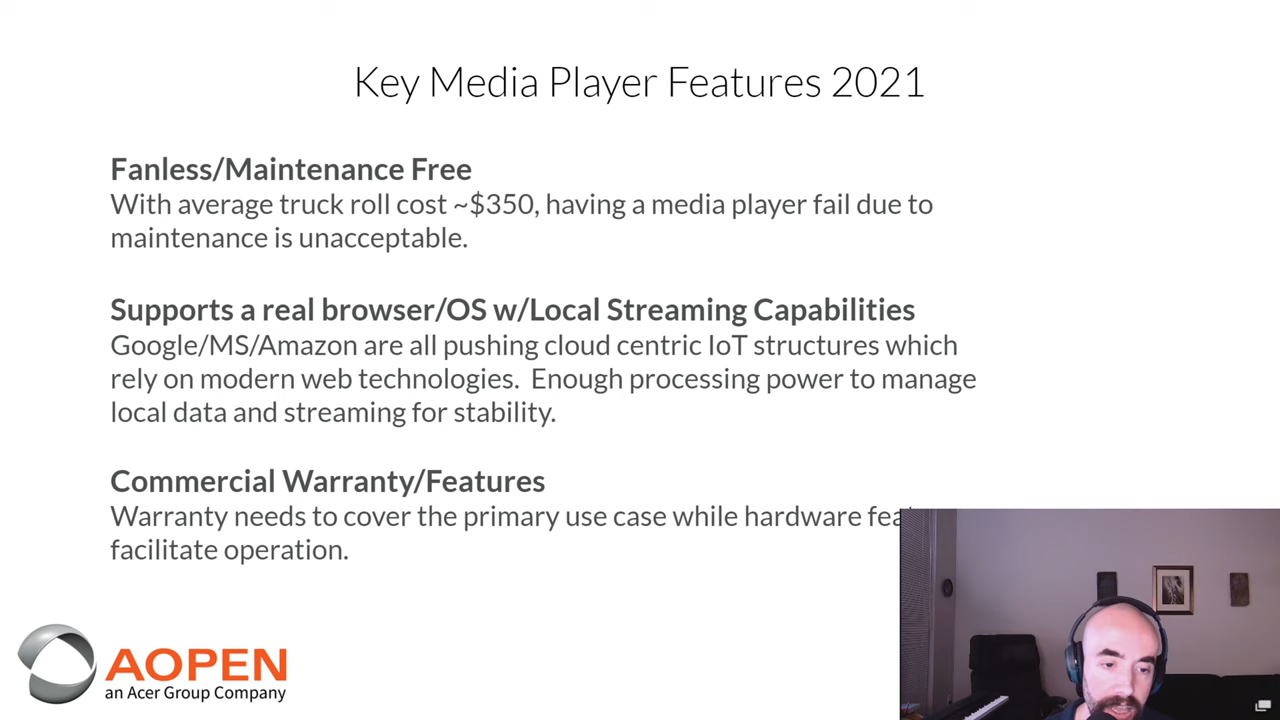 Key Media Player Features 2021
Fanless/Maintenance Free
With average truck roll cost ~$350, having a media player fail due to
maintenance is unacceptable.
Supports a real browser/OS w/Local Streaming Capabilities
Google/MS/Amazon are all pushing cloud centric IoT structures which
rely on modern web technologies.  Enough processing power to manage
local data and streaming for stability.
Commercial Warranty/Features
Warranty needs to cover the primary use case while hardware
facilitate operation.
AOPEN
an Acer Group Company